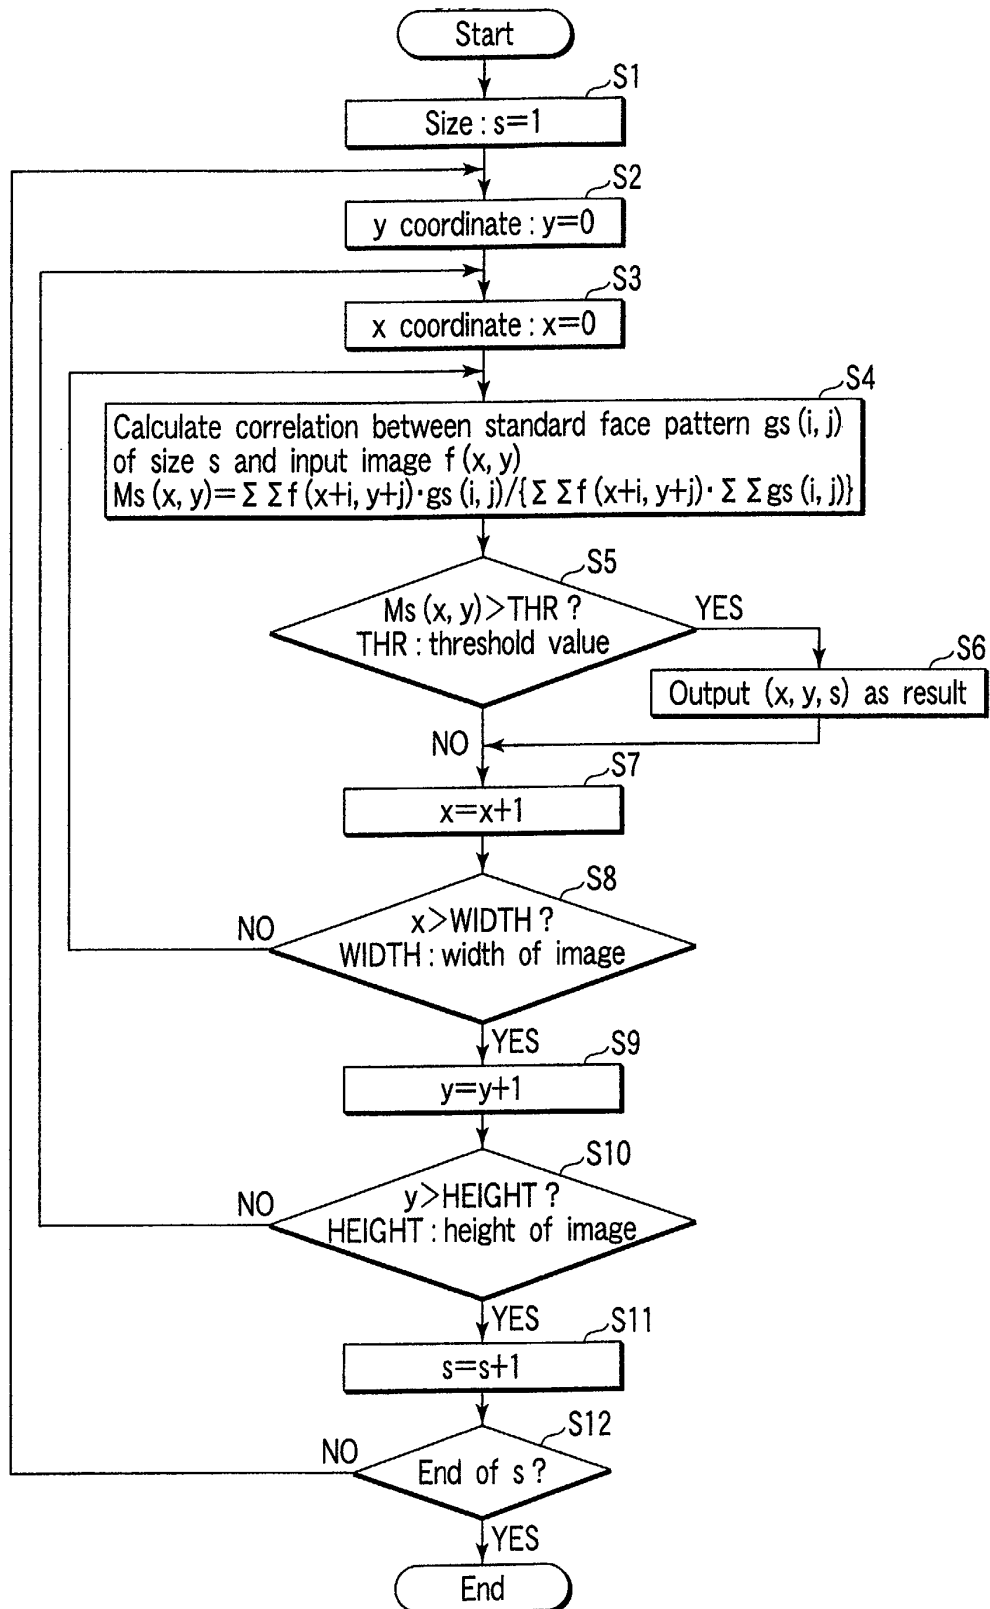 Start
S1
Size : s=1
S2
y coordinate : y=0
S3
x coordinate : x=0
S4
Calculate correlation between standard face pattern gs (i, j)
of size s and input image f (x, y)
Ms (x, y)=Σ Σ f (x+i, y+j)·gs (i, j)/{Σ Σ f (x+i, y+j)· Σ Σ gs (i, j)}
S5
Ms (x, y)>THR ?
THR : threshold value
YES
S6
Output (x, y, s) as result
NO
S7
x=x+1
S8
x>WIDTH ?
WIDTH : width of image
NO
YES
S9
y=y+1
S10
y>HEIGHT ?
HEIGHT : height of image
NO
YES
S11
s=s+1
S12
End of s ?
NO
YES
End